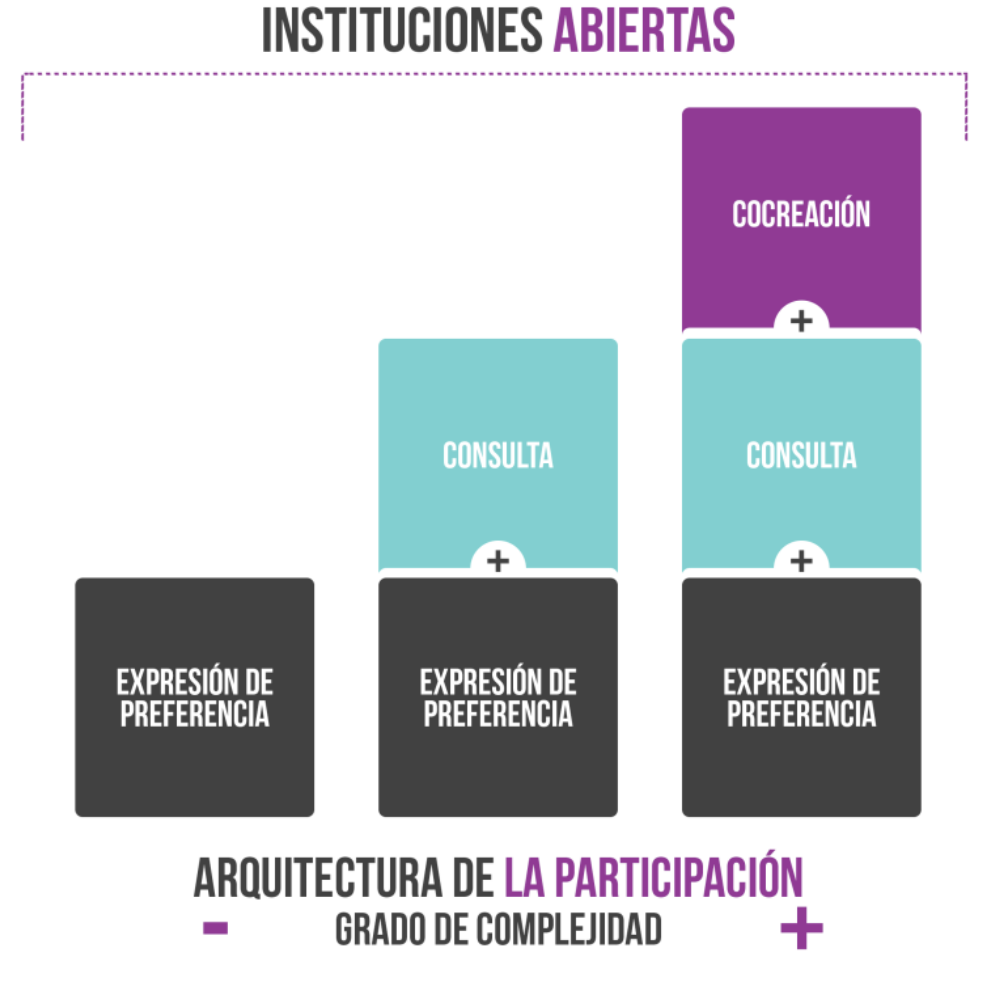 INSTITUCIONES ABIERTAS
COCREACIÓN
+
+
CONSULTA
CONSULTA
+
+
EXPRESIÓN DE
PREFERENCIA
EXPRESIÓN DE
PREFERENCIA
EXPRESIÓN DE
PREFERENCIA
ARQUITECTURA DE LA PARTICIPACIÓN
- GRADO DE COMPLEJIDAD +